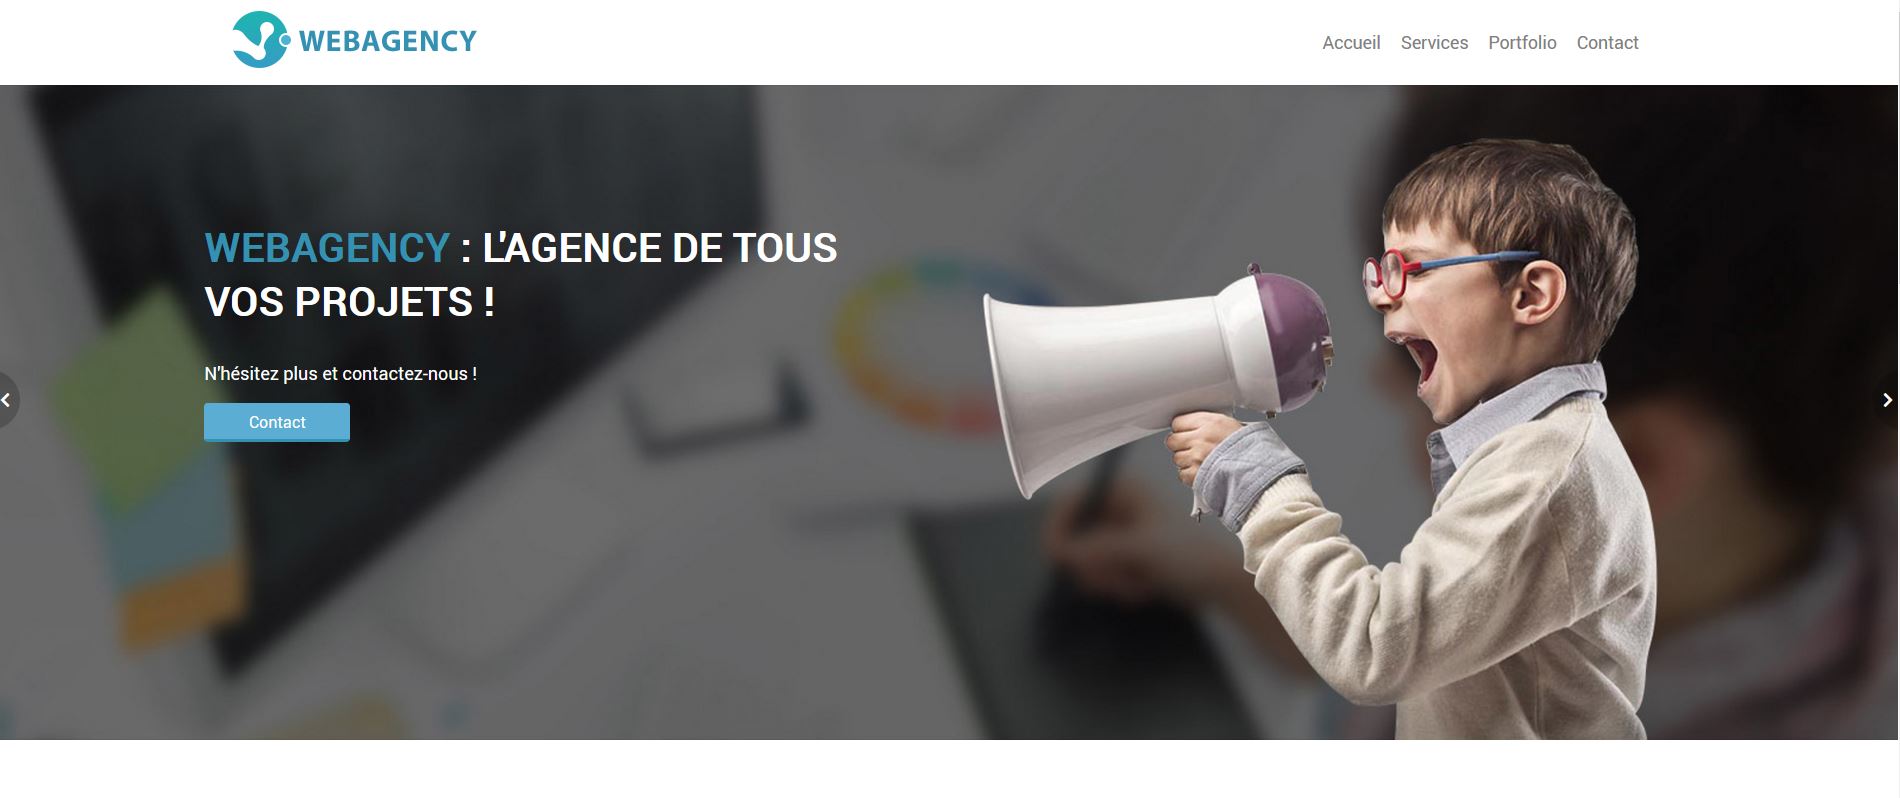 WEBAGENCY
Accueil Services Portfolio Contact
WEBAGENCY : L'AGENCE DE TOUS
VOS PROJETS !
N'hésitez plus et contactez-nous !
Contact